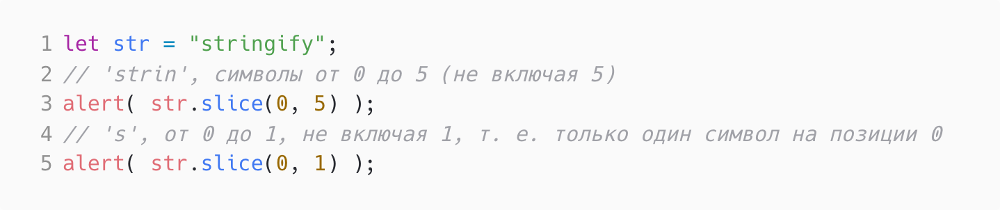 1 let str = "stringify";
2 // 'strin', символы от 0 до 5 (не включая 5)
3 alert( str.slice(0, 5) );
4 // 's', от 0 до 1, не включая 1, т. е. только один символ на позиции 0
5 alert( str.slice(0, 1) );